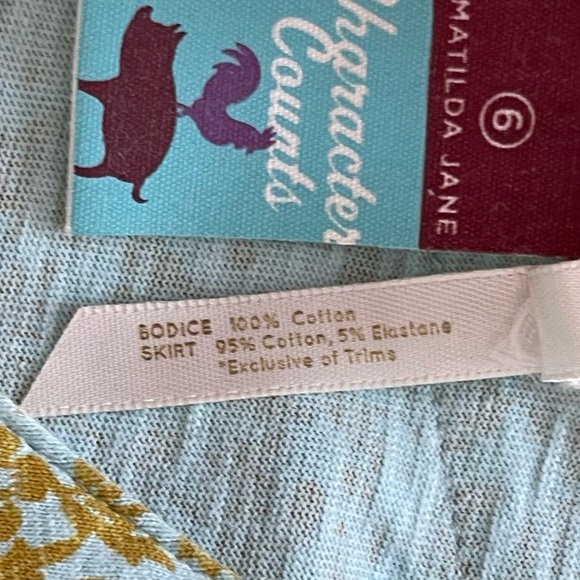 Character
Counts
MATILDA JANE
6
BODICE 100% Cotton
SKIRT 95% Cotton, 5% Elastane
*Exclusive of Trims